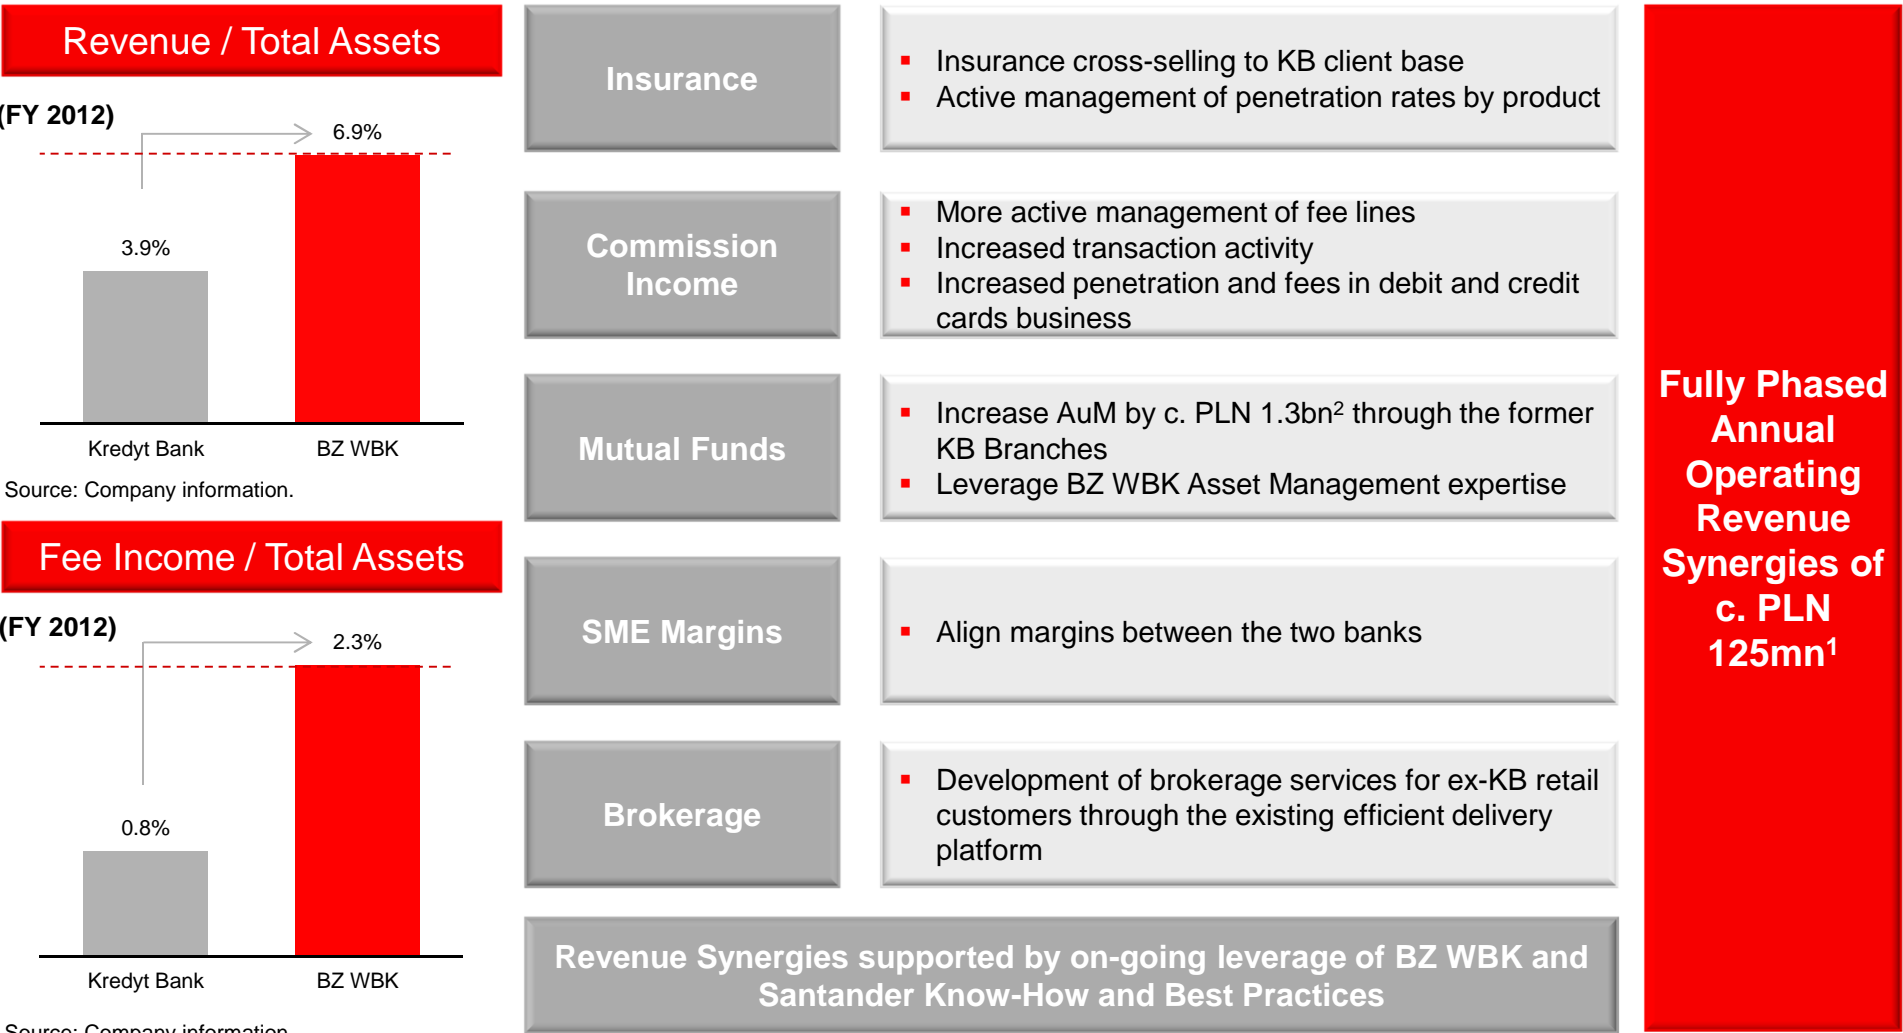 Revenue / Total Assets
(FY 2012)
6.9%
3.9%
Kredyt Bank
BZ WBK
Source: Company information.
Fee Income / Total Assets
(FY 2012)
2.3%
0.8%
Kredyt Bank
BZ WBK
Source: Company information.
Insurance
▪ Insurance cross-selling to KB client base
▪ Active management of penetration rates by product
Commission
Income
▪ More active management of fee lines
▪ Increased transaction activity
▪ Increased penetration and fees in debit and credit
cards business
Mutual Funds
▪ Increase AuM by c. PLN 1.3bn² through the former
KB Branches
▪ Leverage BZ WBK Asset Management expertise
SME Margins
▪ Align margins between the two banks
Brokerage
▪ Development of brokerage services for ex-KB retail
customers through the existing efficient delivery
platform
Revenue Synergies supported by on-going leverage of BZ WBK and
Santander Know-How and Best Practices
Fully Phased
Annual
Operating
Revenue
Synergies of
c. PLN
125mn¹